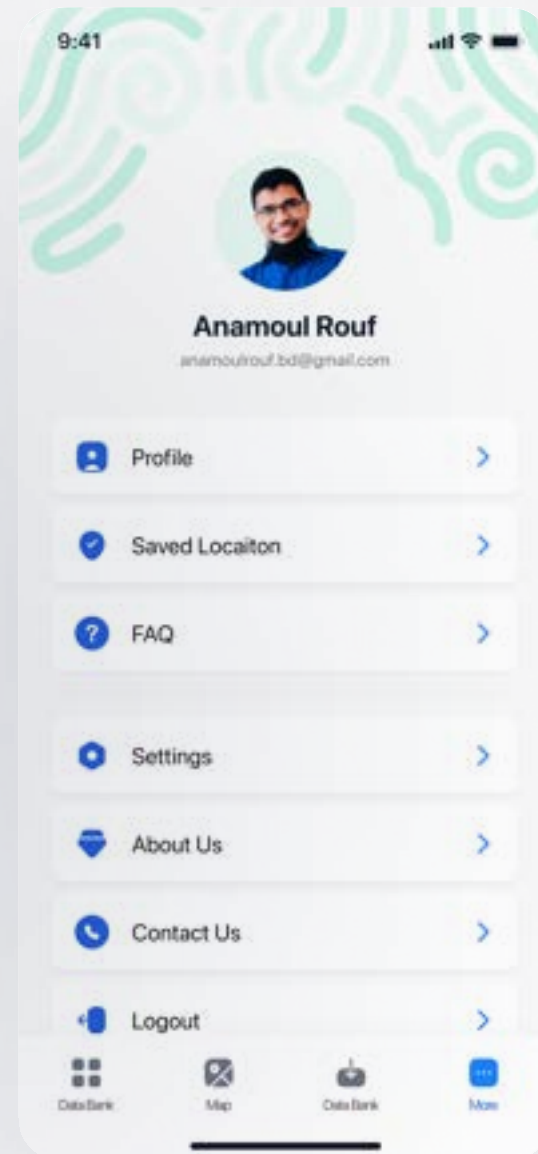 9:41
Anamoul Rouf
anamoulrouf.bd@gmail.com
Profile
Saved Locaiton
FAQ
Settings
About Us
Contact Us
Logout
Data Bank
Map
Data Bank
More